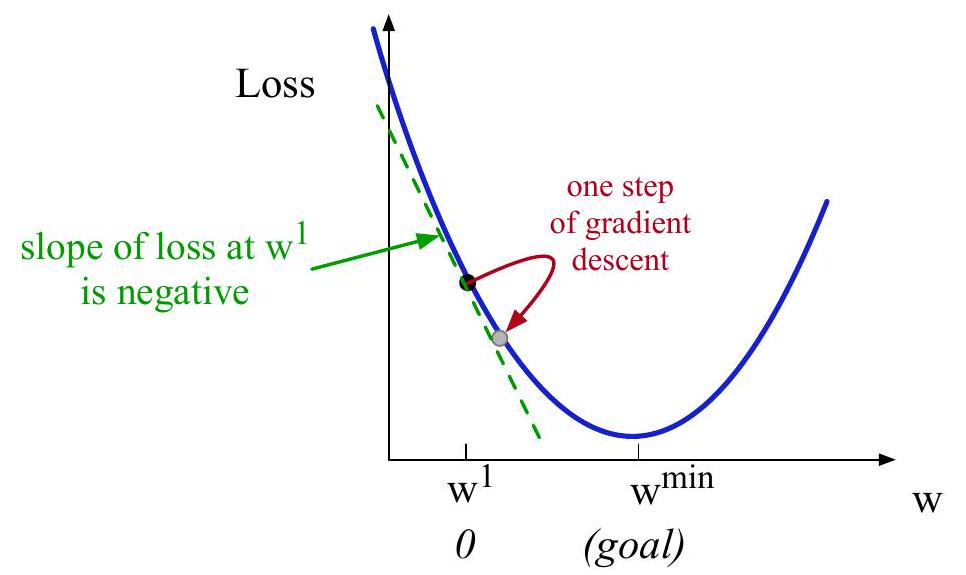 Loss
one step
of gradient
descent
slope of loss at w¹
is negative
w¹
wᵐⁱⁿ
w
0
(goal)